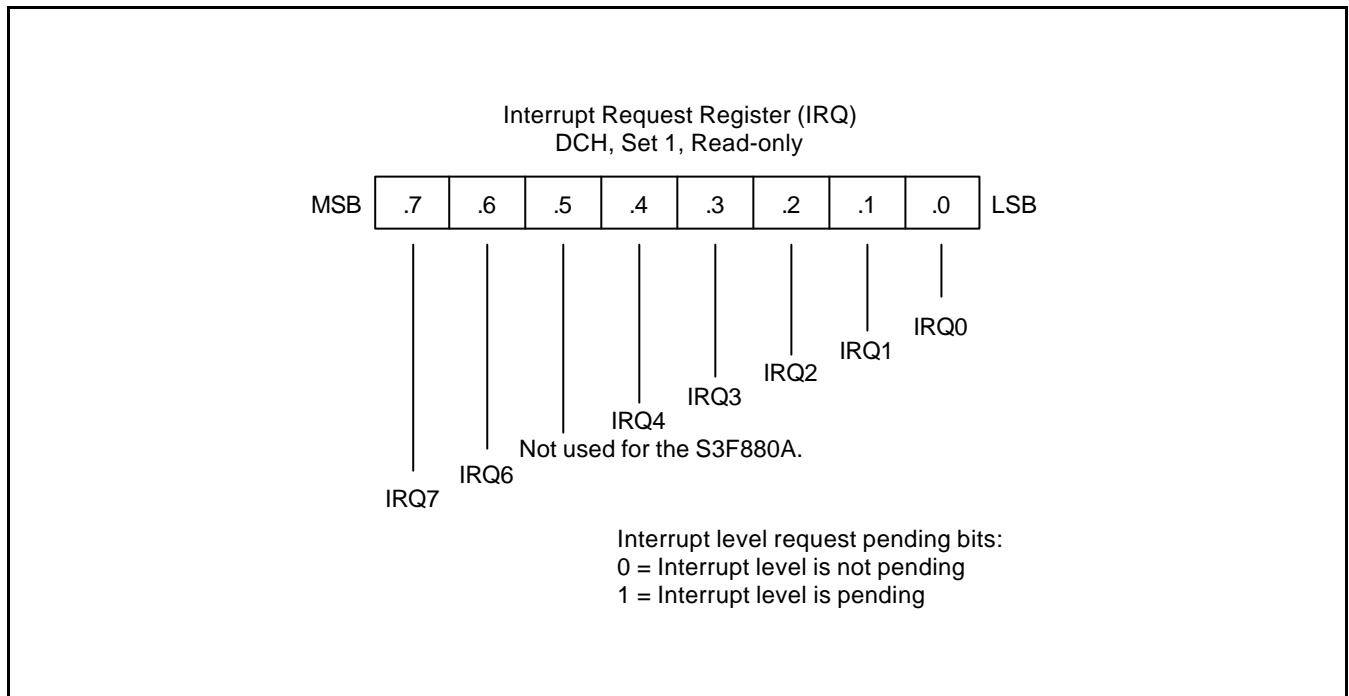 Interrupt Request Register (IRQ)
DCH, Set 1, Read-only
MSB .7 .6 .5 .4 .3 .2 .1 .0 LSB
IRQ0
IRQ1
IRQ2
IRQ3
IRQ4
Not used for the S3F880A.
IRQ6
IRQ7
Interrupt level request pending bits:
0 = Interrupt level is not pending
1 = Interrupt level is pending